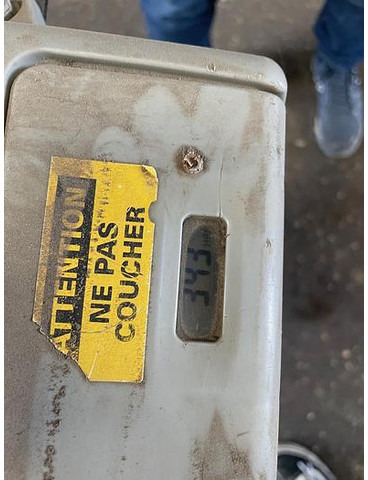 ATTENTION
NE PAS
COUCHER
343